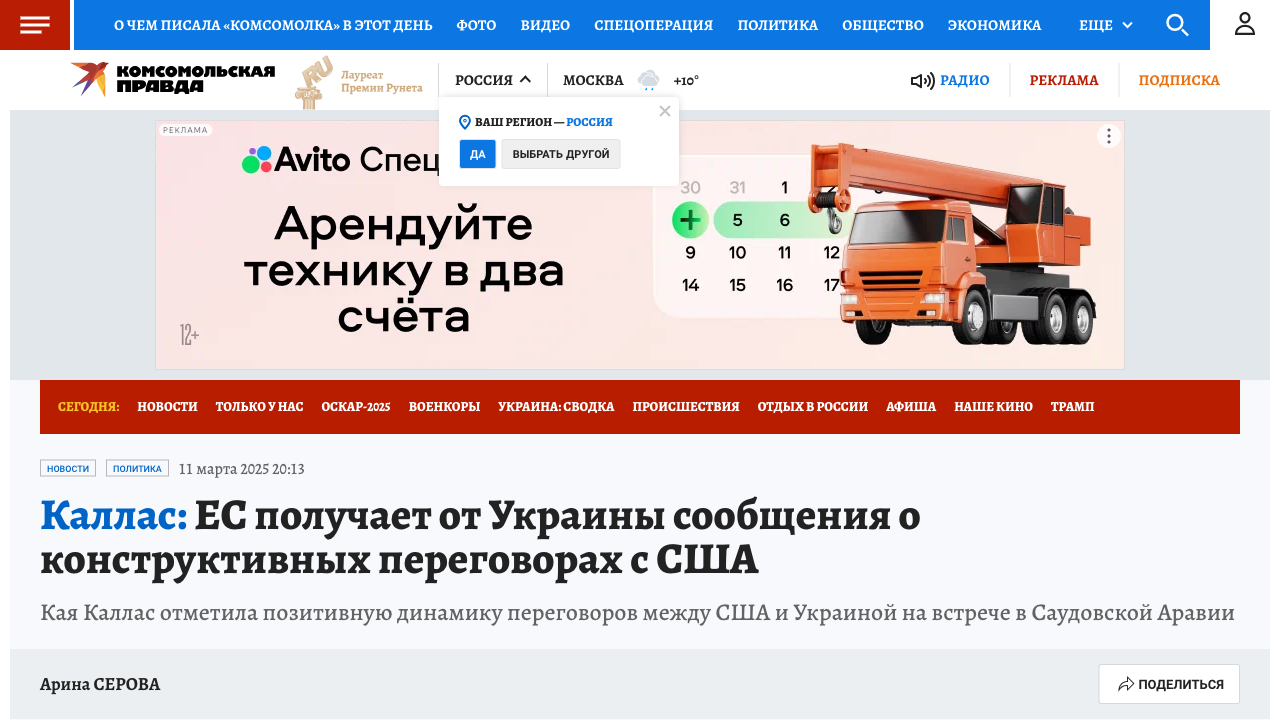 О ЧЕМ ПИСАЛА «КОМСОМОЛКА» В ЭТОТ ДЕНЬ ФОТО ВИДЕО СПЕЦОПЕРАЦИЯ ПОЛИТИКА ОБЩЕСТВО ЭКОНОМИКА ЕЩЕ
КОМСОМОЛЬСКАЯ ПРАВДА
.RU
Лауреат
Премии Рунета
РОССИЯ МОСКВА +10° РАДИО РЕКЛАМА ПОДПИСКА
ВАШ РЕГИОН — РОССИЯ
ДА ВЫБРАТЬ ДРУГОЙ
РЕКЛАМА
Avito Спец
Арендуйте
технику в два
счёта
12+
30 31 1 2
+ 5 6
9 10 11 12
14 15 16 17
СЕГОДНЯ: НОВОСТИ ТОЛЬКО У НАС ОСКАР-2025 ВОЕНКОРЫ УКРАИНА: СВОДКА ПРОИСШЕСТВИЯ ОТДЫХ В РОССИИ АФИША НАШЕ КИНО ТРАМП
НОВОСТИ ПОЛИТИКА 11 марта 2025 20:13
Каллас: ЕС получает от Украины сообщения о
конструктивных переговорах с США
Кая Каллас отметила позитивную динамику переговоров между США и Украиной на встрече в Саудовской Аравии
Арина СЕРОВА
ПОДЕЛИТЬСЯ